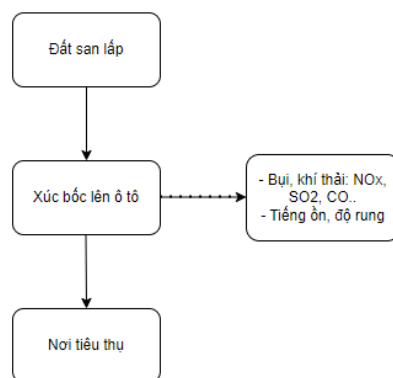 Đất san lấp
Xúc bốc lên ô tô
- Bụi, khí thải: NOx,
SO2, CO..
- Tiếng ồn, độ rung
Nơi tiêu thụ